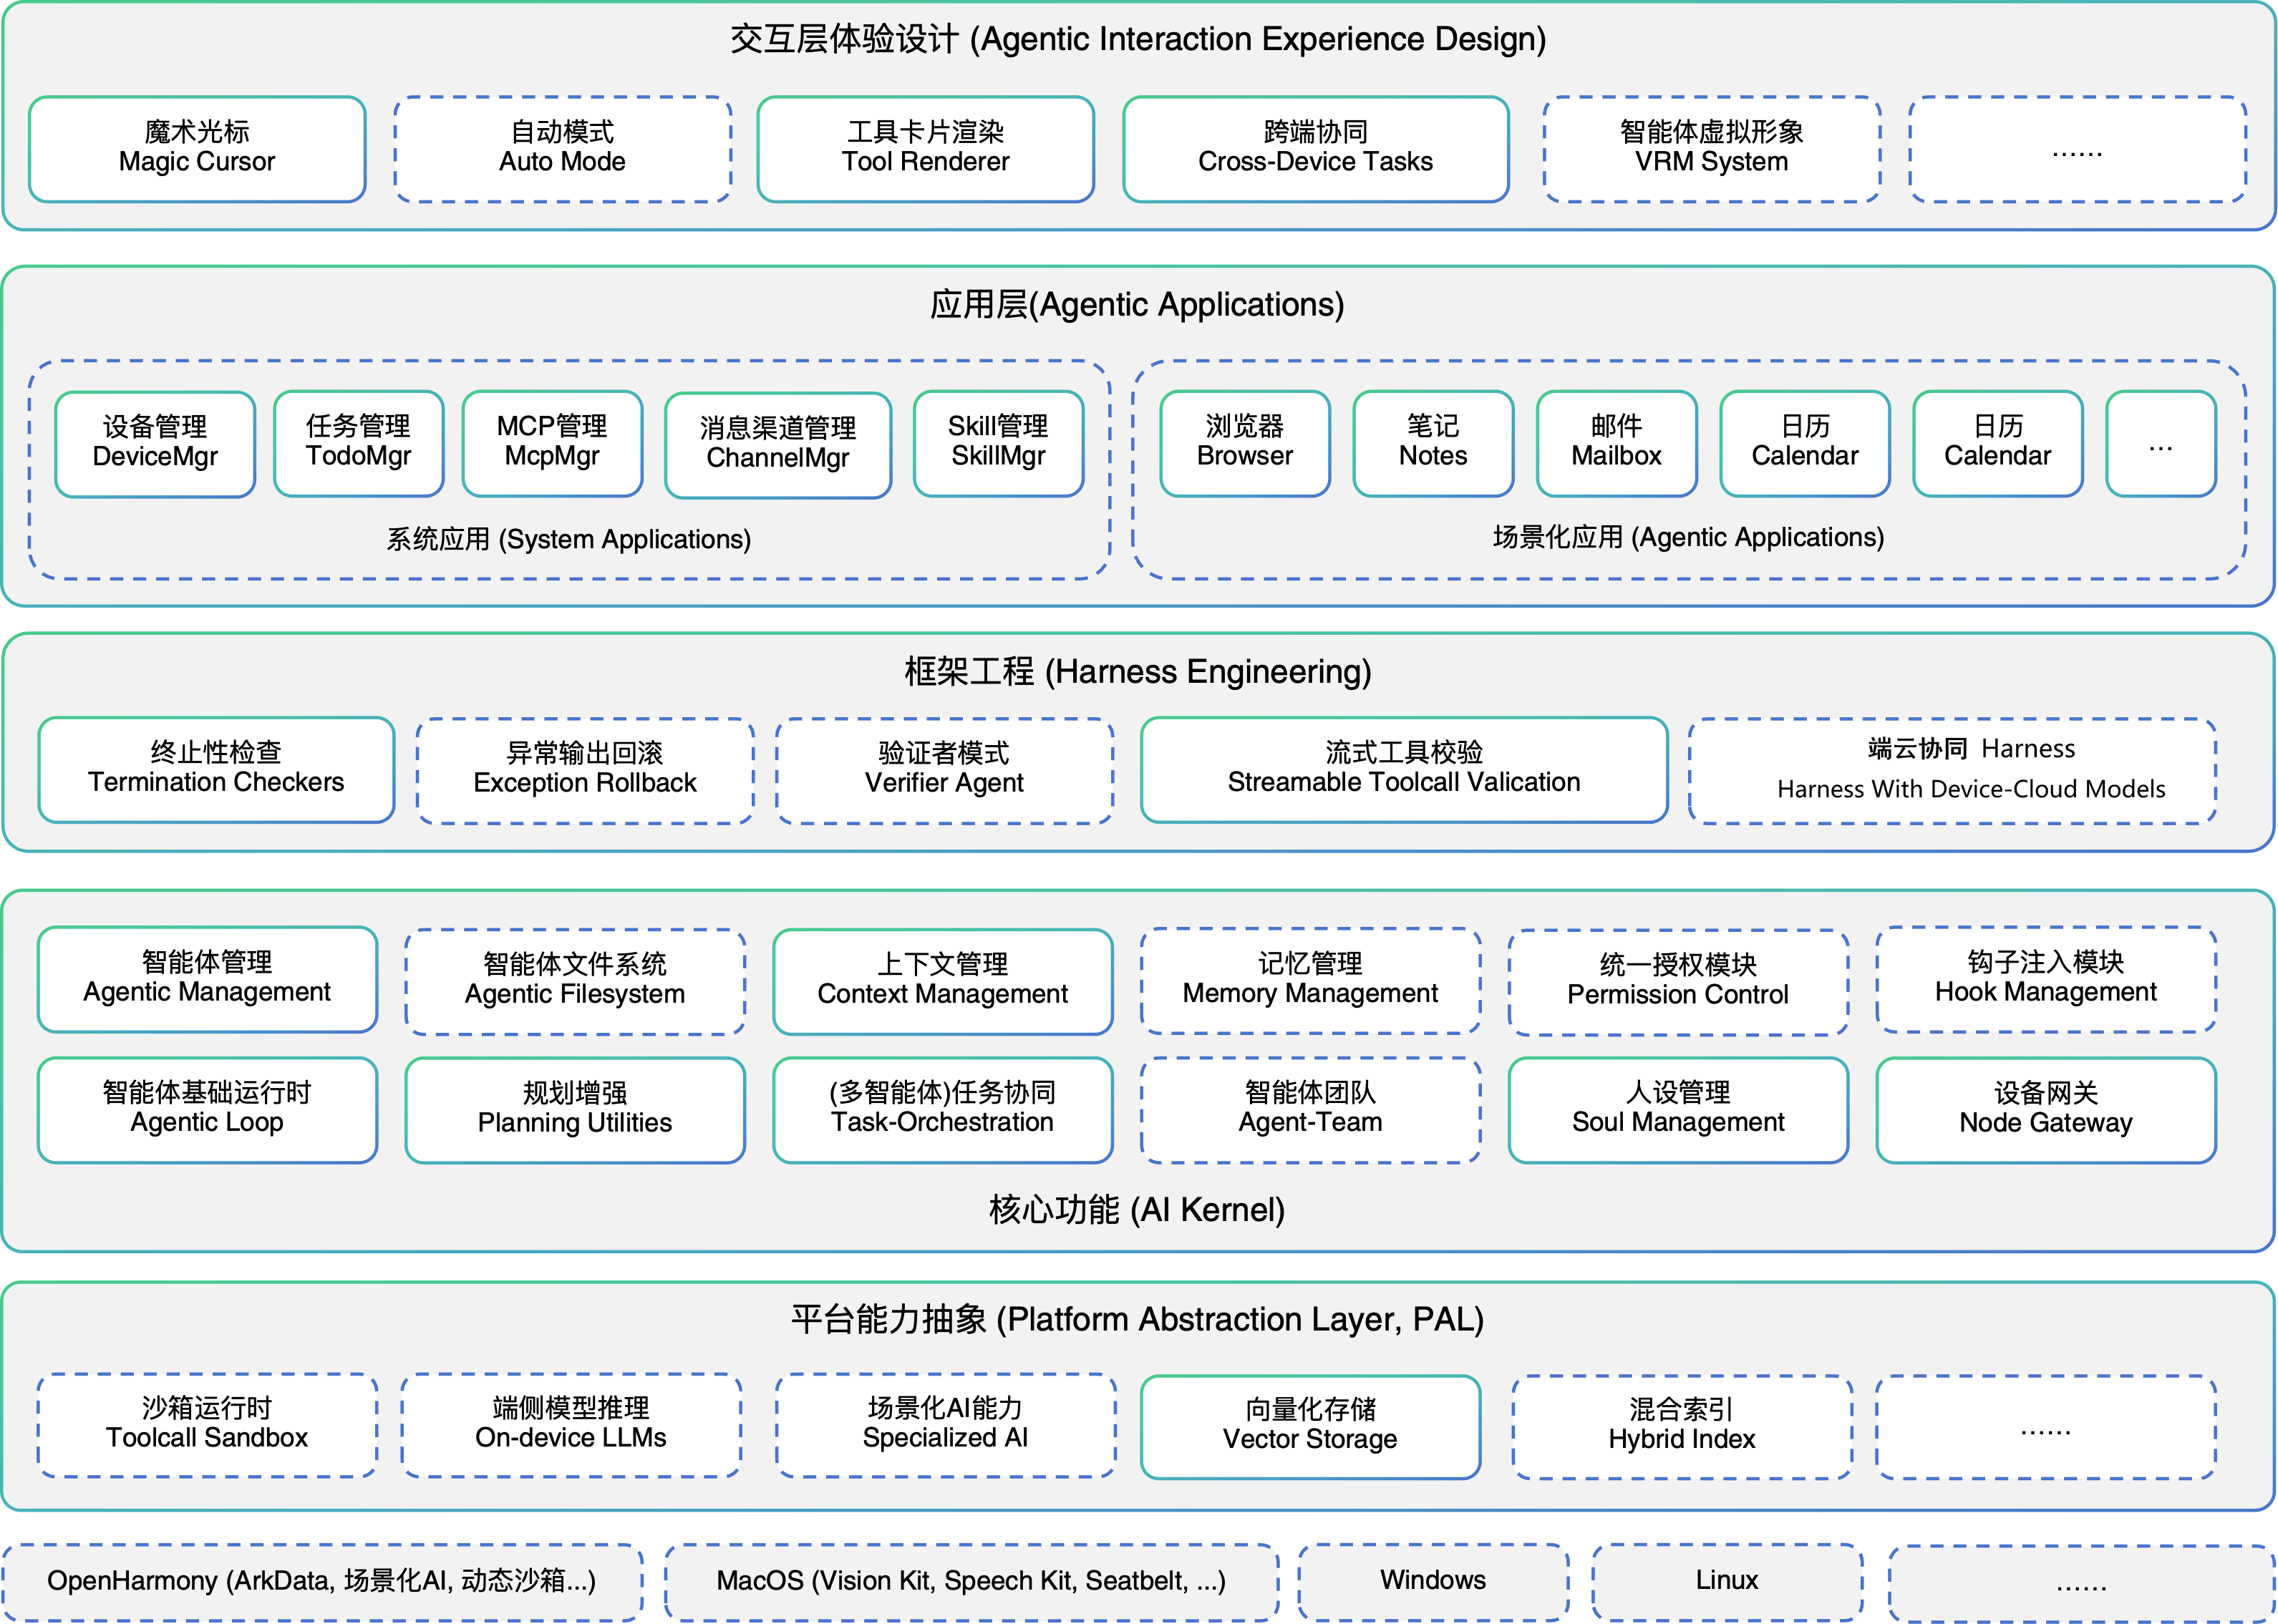 交互层体验设计 (Agentic Interaction Experience Design)
魔术光标
Magic Cursor
自动模式
Auto Mode
工具卡片渲染
Tool Renderer
跨端协同
Cross-Device Tasks
智能体虚拟形象
VRM System
······
应用层(Agentic Applications)
设备管理
DeviceMgr
任务管理
TodoMgr
MCP管理
McpMgr
消息渠道管理
ChannelMgr
Skill管理
SkillMgr
系统应用 (System Applications)
浏览器
Browser
笔记
Notes
邮件
Mailbox
日历
Calendar
日历
Calendar
···
场景化应用 (Agentic Applications)
框架工程 (Harness Engineering)
终止性检查
Termination Checkers
异常输出回滚
Exception Rollback
验证者模式
Verifier Agent
流式工具校验
Streamable Toolcall Valication
端云协同 Harness
Harness With Device-Cloud Models
智能体管理
Agentic Management
智能体文件系统
Agentic Filesystem
上下文管理
Context Management
记忆管理
Memory Management
统一授权模块
Permission Control
钩子注入模块
Hook Management
智能体基础运行时
Agentic Loop
规划增强
Planning Utilities
(多智能体)任务协同
Task-Orchestration
智能体团队
Agent-Team
人设管理
Soul Management
设备网关
Node Gateway
核心功能 (AI Kernel)
平台能力抽象 (Platform Abstraction Layer, PAL)
沙箱运行时
Toolcall Sandbox
端侧模型推理
On-device LLMs
场景化AI能力
Specialized AI
向量化存储
Vector Storage
混合索引
Hybrid Index
······
OpenHarmony (ArkData, 场景化AI, 动态沙箱...)
MacOS (Vision Kit, Speech Kit, Seatbelt, ...)
Windows
Linux
······